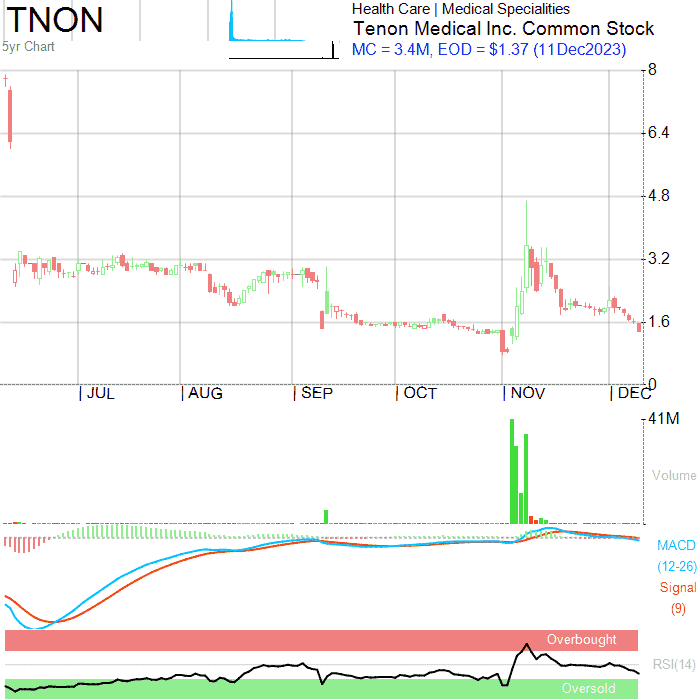 TNON
5yr Chart
Health Care | Medical Specialities
Tenon Medical Inc. Common Stock
MC = 3.4M, EOD = $1.37 (11Dec2023)
8
6.4
4.8
3.2
1.6
0
JUL AUG SEP OCT NOV DEC
41M
Volume
MACD
(12-26)
Signal
(9)
Overbought
RSI(14)
Oversold